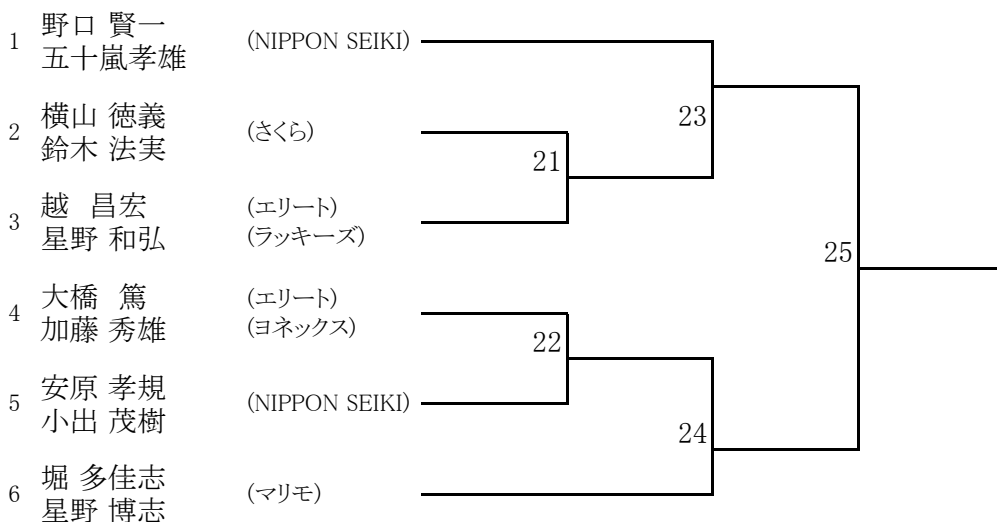 1 野口 賢一 (NIPPON SEIKI)
五十嵐孝雄
23
2 横山 徳義 (さくら)
鈴木 法実
21
3 越 昌宏 (エリート)
星野 和弘 (ラッキーズ)
25
4 大橋 篤 (エリート)
加藤 秀雄 (ヨネックス)
22
5 安原 孝規 (NIPPON SEIKI)
小出 茂樹
24
6 堀 多佳志 (マリモ)
星野 博志